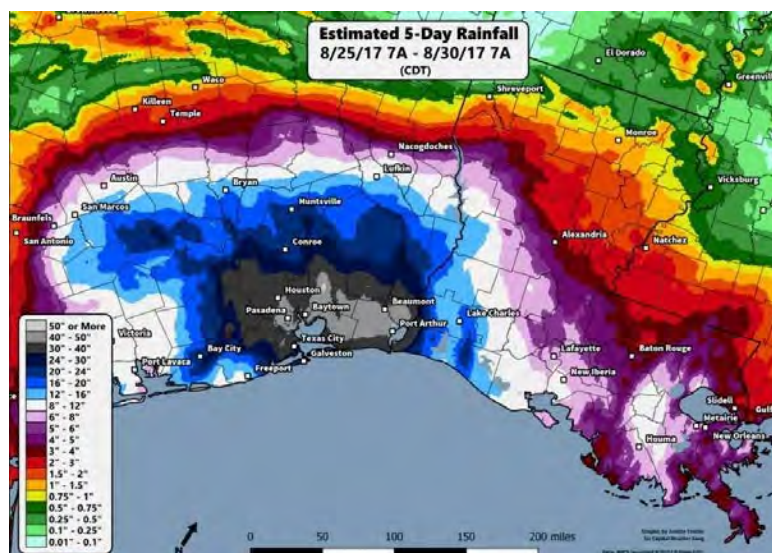 Estimated 5-Day Rainfall
8/25/17 7A - 8/30/17 7A
(CDT)
El Dorado
Greenvill
Waco
Shreveport
Killeen
Temple
Monroe
Nacogdoches
Lufkin
Vicksburg
Austin
Bryan
San Marcos
Huntsville
Braunfels
San Antonio
Conroe
Alexandria
Natchez
Houston
Pasadena
Baytown
Beaumont
Port Arthur
Lake Charles
Victoria
Texas City
Bay City
Galveston
Port Lavaca
Freeport
Lafayette
Baton Rouge
New Iberia
Slidell
Gulf
Metairie
New Orleans
Houma
50" or More
40" - 50"
30" - 40"
24" - 30"
20" - 24"
16" - 20"
12" - 16"
8" - 12"
6" - 8"
5" - 6"
4" - 5"
3" - 4"
2" - 3"
1.5" - 2"
1" - 1.5"
0.75" - 1"
0.5" - 0.75"
0.25" - 0.5"
0.1" - 0.25"
0.01" - 0.1"
N
0 50 100 150 200 miles